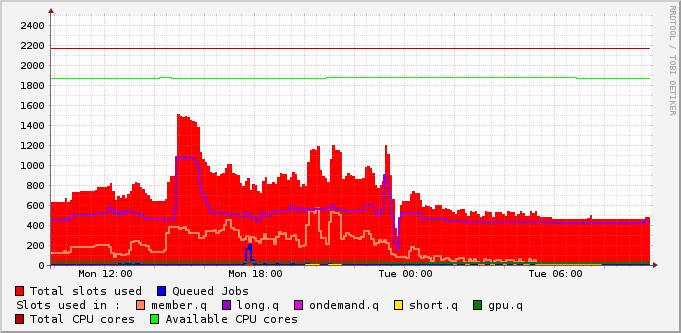 RRDTOOL / TOBI OETIKER
2400
2200
2000
1800
1600
1400
1200
1000
800
600
400
200
0
Mon 12:00 Mon 18:00 Tue 00:00 Tue 06:00
Total slots used Queued Jobs
Slots used in : member.q long.q ondemand.q short.q gpu.q
Total CPU cores Available CPU cores